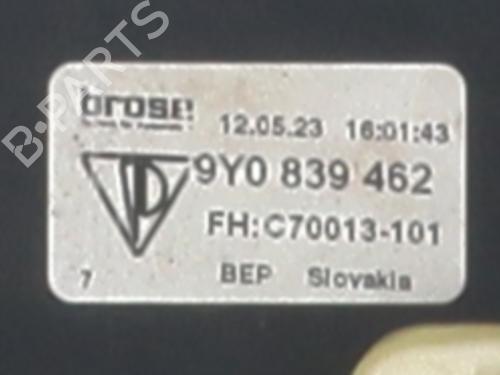 B-PARTS
brose
12.05.23 16:01:43
9Y0 839 462
FH:C70013-101
7 BEP Slovakia